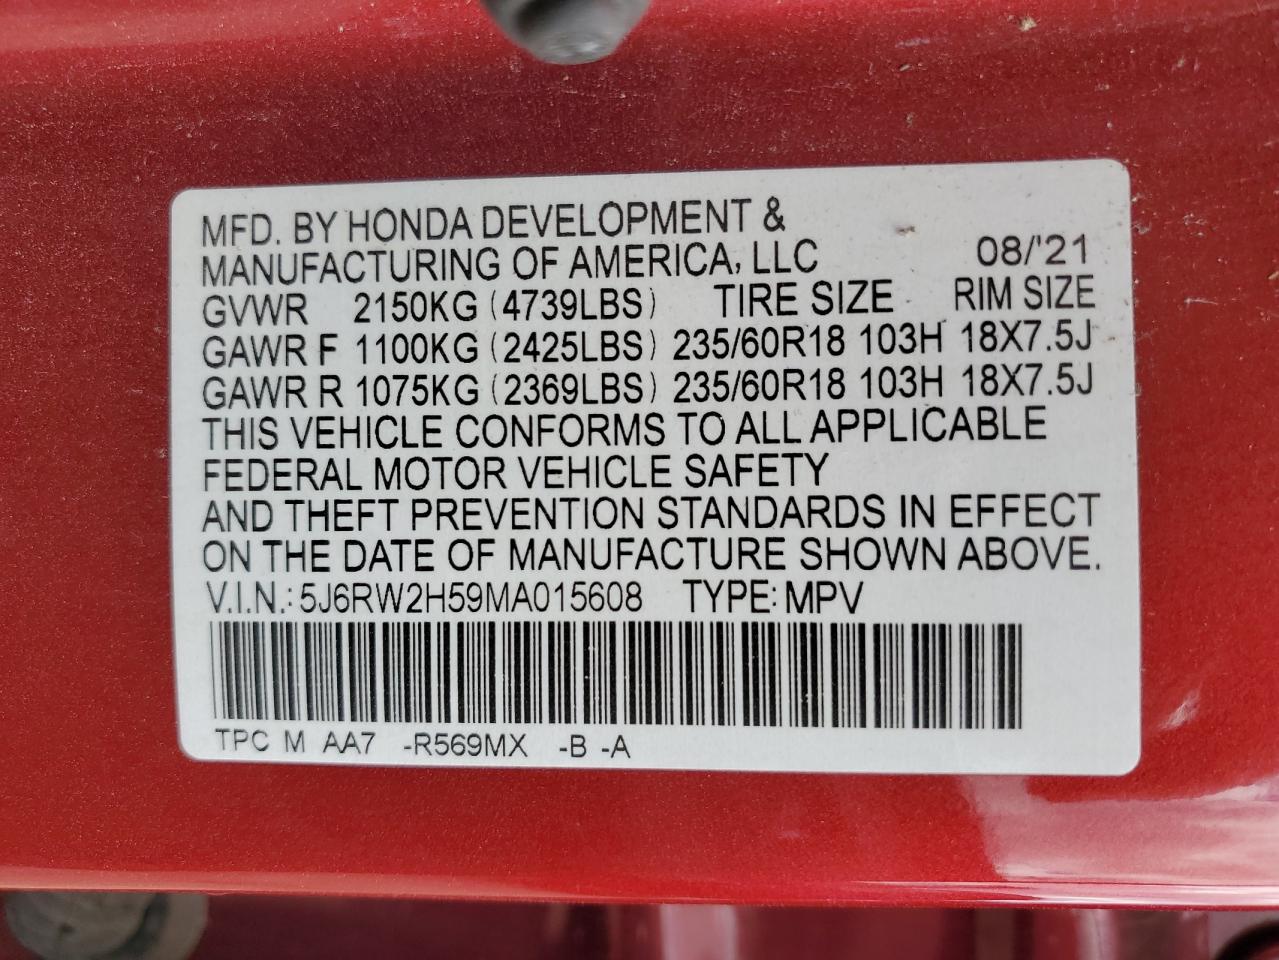 MFD. BY HONDA DEVELOPMENT &
MANUFACTURING OF AMERICA, LLC 08/'21
GVWR 2150KG (4739LBS) TIRE SIZE RIM SIZE
GAWR F 1100KG (2425LBS) 235/60R18 103H 18X7.5J
GAWR R 1075KG (2369LBS) 235/60R18 103H 18X7.5J
THIS VEHICLE CONFORMS TO ALL APPLICABLE
FEDERAL MOTOR VEHICLE SAFETY
AND THEFT PREVENTION STANDARDS IN EFFECT
ON THE DATE OF MANUFACTURE SHOWN ABOVE.
V.I.N.: 5J6RW2H59MA015608 TYPE: MPV
TPC M AA7 -R569MX -B -A